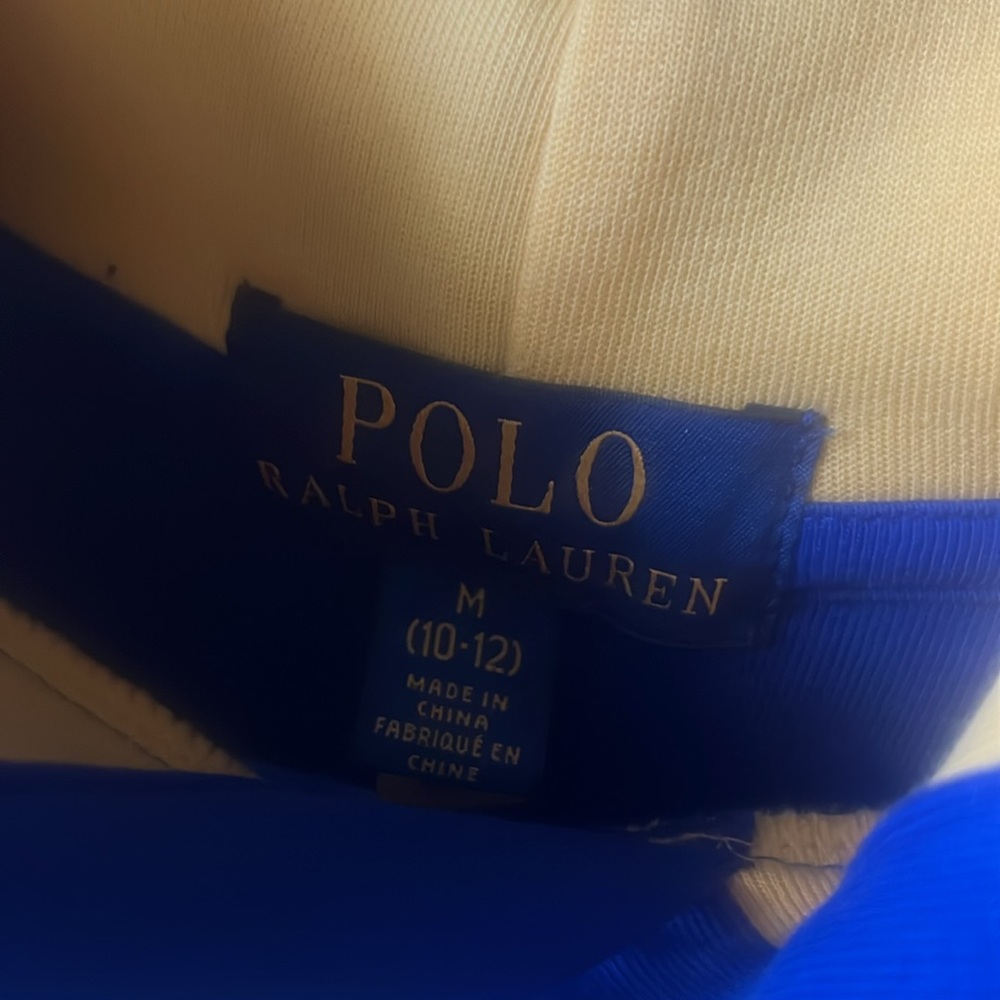 POLO
RALPH LAUREN
M
(10-12)
MADE IN
CHINA
FABRIQUÉ EN
CHINE